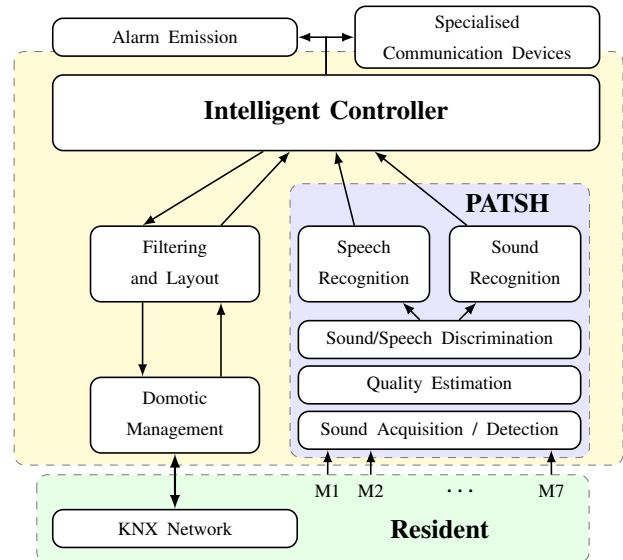 Alarm Emission
Specialised
Communication Devices
Intelligent Controller
PATSH
Filtering
and Layout
Speech
Recognition
Sound
Recognition
Sound/Speech Discrimination
Quality Estimation
Domotic
Management
Sound Acquisition / Detection
M1 M2 ... M7
KNX Network
Resident